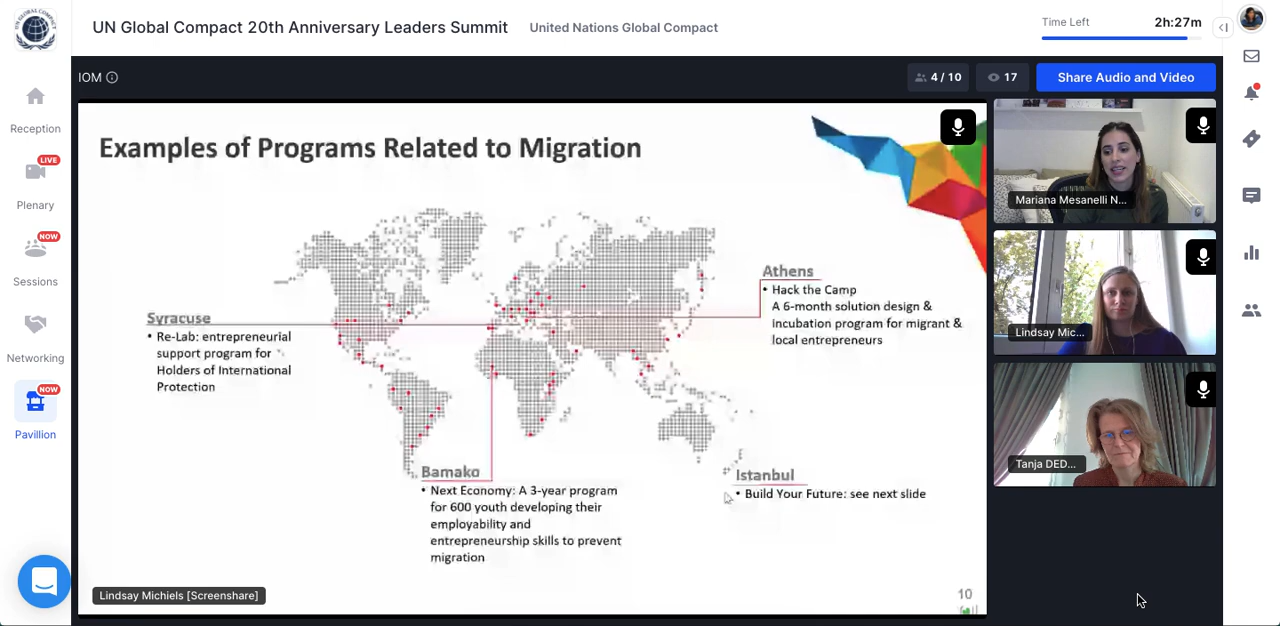 UN Global Compact 20th Anniversary Leaders Summit
United Nations Global Compact
Time Left
2h:27m
IOM
4 / 10
17
Share Audio and Video
Reception
LIVE
Plenary
NOW
Sessions
Networking
NOW
Pavillion
Examples of Programs Related to Migration
Syracuse
• Re-Lab: entrepreneurial
support program for
Holders of International
Protection
Athens
• Hack the Camp
A 6-month solution design &
incubation program for migrant &
local entrepreneurs
Bamako
• Next Economy: A 3-year program
for 600 youth developing their
employability and
entrepreneurship skills to prevent
migration
Istanbul
• Build Your Future: see next slide
Lindsay Michiels [Screenshare]
10
Mariana Mesanelli N...
Lindsay Mic...
Tanja DED...